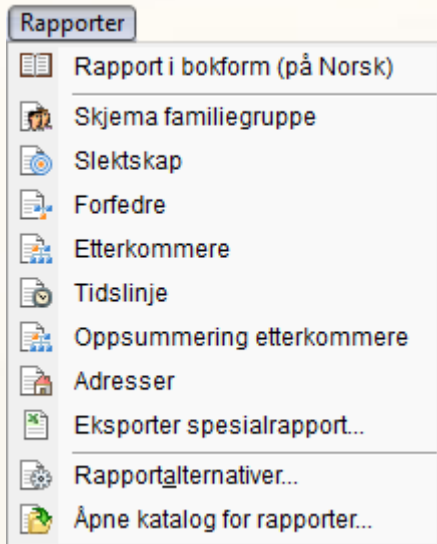 Rapporter
Rapport i bokform (på Norsk)
Skjema familiegruppe
Slektskap
Forfedre
Etterkommere
Tidslinje
Oppsummering etterkommere
Adresser
Eksporter spesialrapport...
Rapportalternativer...
Åpne katalog for rapporter...